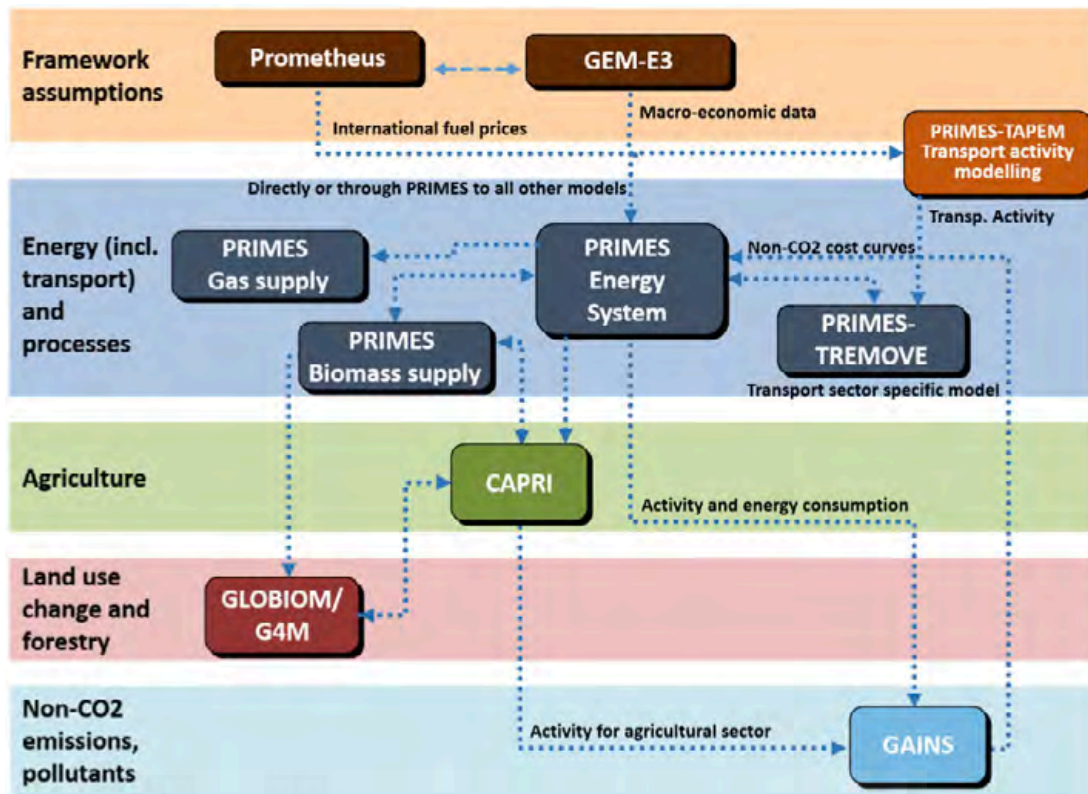 Framework
assumptions
Prometheus
GEM-E3
International fuel prices
Macro-economic data
PRIMES-TAPEM
Transport activity
modelling
Directly or through PRIMES to all other models
Transp. Activity
Energy (incl.
transport)
and
processes
PRIMES
Gas supply
PRIMES
Energy
System
Non-CO2 cost curves
PRIMES
Biomass supply
PRIMES-
TREMOVE
Transport sector specific model
Agriculture
CAPRI
Activity and energy consumption
Land use
change and
forestry
GLOBIOM/
G4M
Non-CO2
emissions,
pollutants
Activity for agricultural sector
GAINS